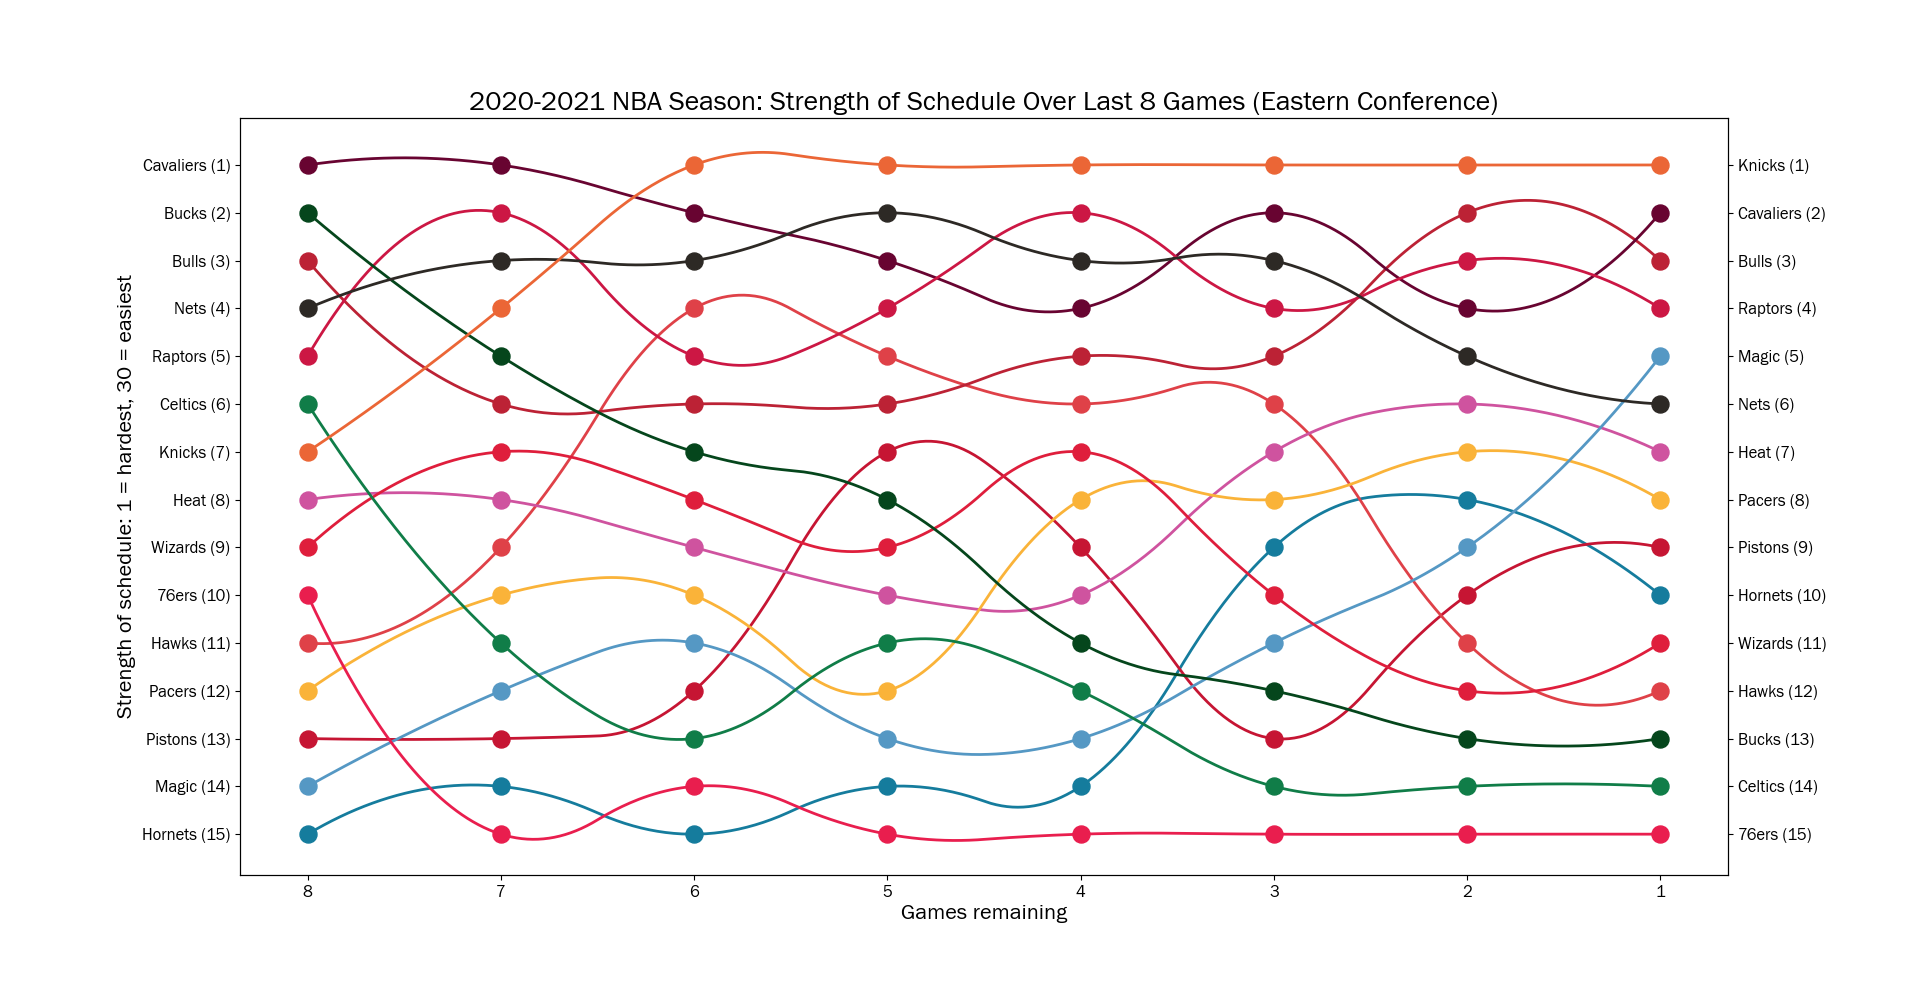 2020-2021 NBA Season: Strength of Schedule Over Last 8 Games (Eastern Conference)
Strength of schedule: 1 = hardest, 30 = easiest
Cavaliers (1)
Bucks (2)
Bulls (3)
Nets (4)
Raptors (5)
Celtics (6)
Knicks (7)
Heat (8)
Wizards (9)
76ers (10)
Hawks (11)
Pacers (12)
Pistons (13)
Magic (14)
Hornets (15)
Knicks (1)
Cavaliers (2)
Bulls (3)
Raptors (4)
Magic (5)
Nets (6)
Heat (7)
Pacers (8)
Pistons (9)
Hornets (10)
Wizards (11)
Hawks (12)
Bucks (13)
Celtics (14)
76ers (15)
8 7 6 5 4 3 2 1
Games remaining